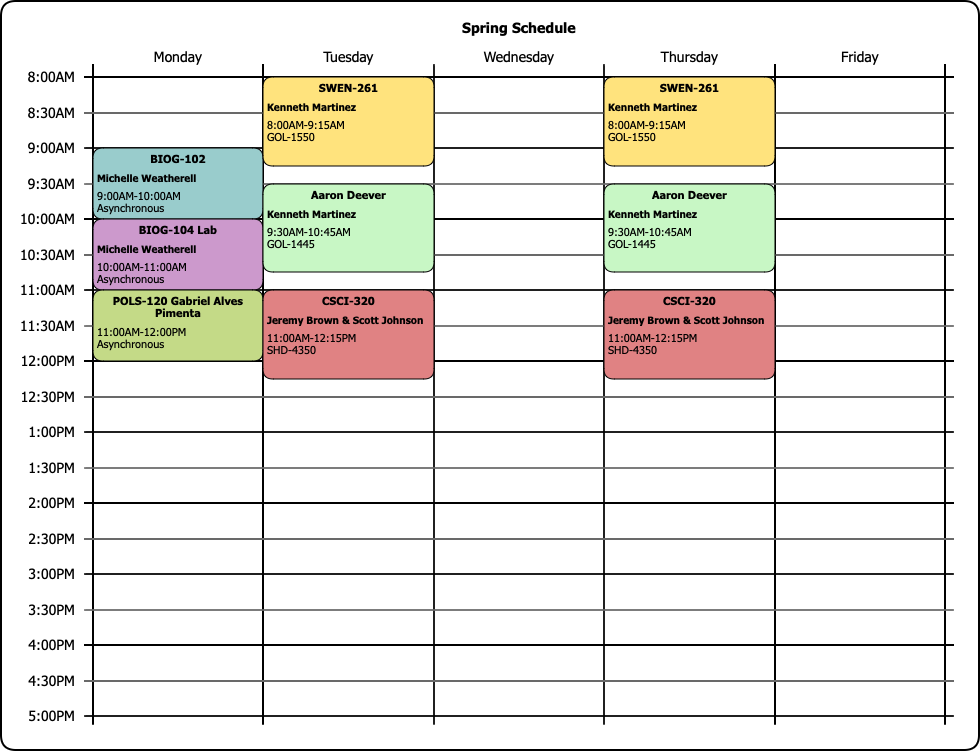 Spring Schedule
Monday Tuesday Wednesday Thursday Friday
8:00AM
8:30AM
9:00AM
9:30AM
10:00AM
10:30AM
11:00AM
11:30AM
12:00PM
12:30PM
1:00PM
1:30PM
2:00PM
2:30PM
3:00PM
3:30PM
4:00PM
4:30PM
5:00PM
BIOG-102
Michelle Weatherell
9:00AM-10:00AM
Asynchronous
BIOG-104 Lab
Michelle Weatherell
10:00AM-11:00AM
Asynchronous
POLS-120 Gabriel Alves
Pimenta
11:00AM-12:00PM
Asynchronous
SWEN-261
Kenneth Martinez
8:00AM-9:15AM
GOL-1550
Aaron Deever
Kenneth Martinez
9:30AM-10:45AM
GOL-1445
CSCI-320
Jeremy Brown & Scott Johnson
11:00AM-12:15PM
SHD-4350
SWEN-261
Kenneth Martinez
8:00AM-9:15AM
GOL-1550
Aaron Deever
Kenneth Martinez
9:30AM-10:45AM
GOL-1445
CSCI-320
Jeremy Brown & Scott Johnson
11:00AM-12:15PM
SHD-4350